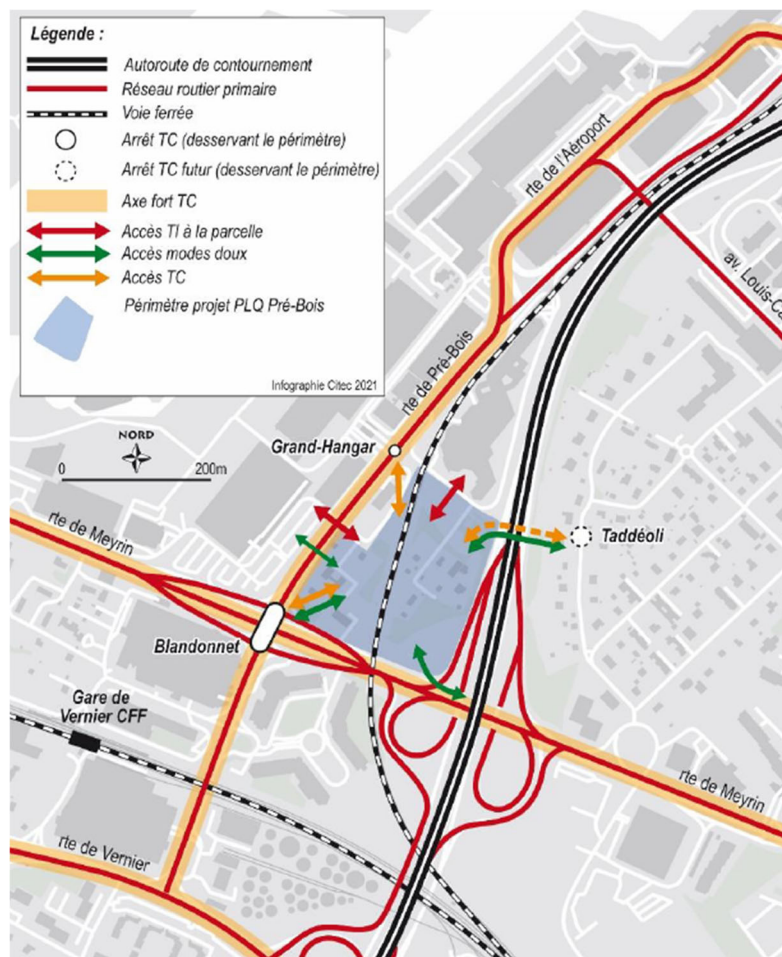 Légende :
Autoroute de contournement
Réseau routier primaire
Voie ferrée
Arrêt TC (desservant le périmètre)
Arrêt TC futur (desservant le périmètre)
Axe fort TC
Accès TI à la parcelle
Accès modes doux
Accès TC
Périmètre projet PLQ Pré-Bois
Infographie Citec 2021
rte de l'Aéroport
av. Louis-Ca
rte de Pré-Bois
NORD
0 200m
Grand-Hangar
rte de Meyrin
Taddéoli
Blandonnet
Gare de
Vernier CFF
rte de Meyrin
rte de Vernier